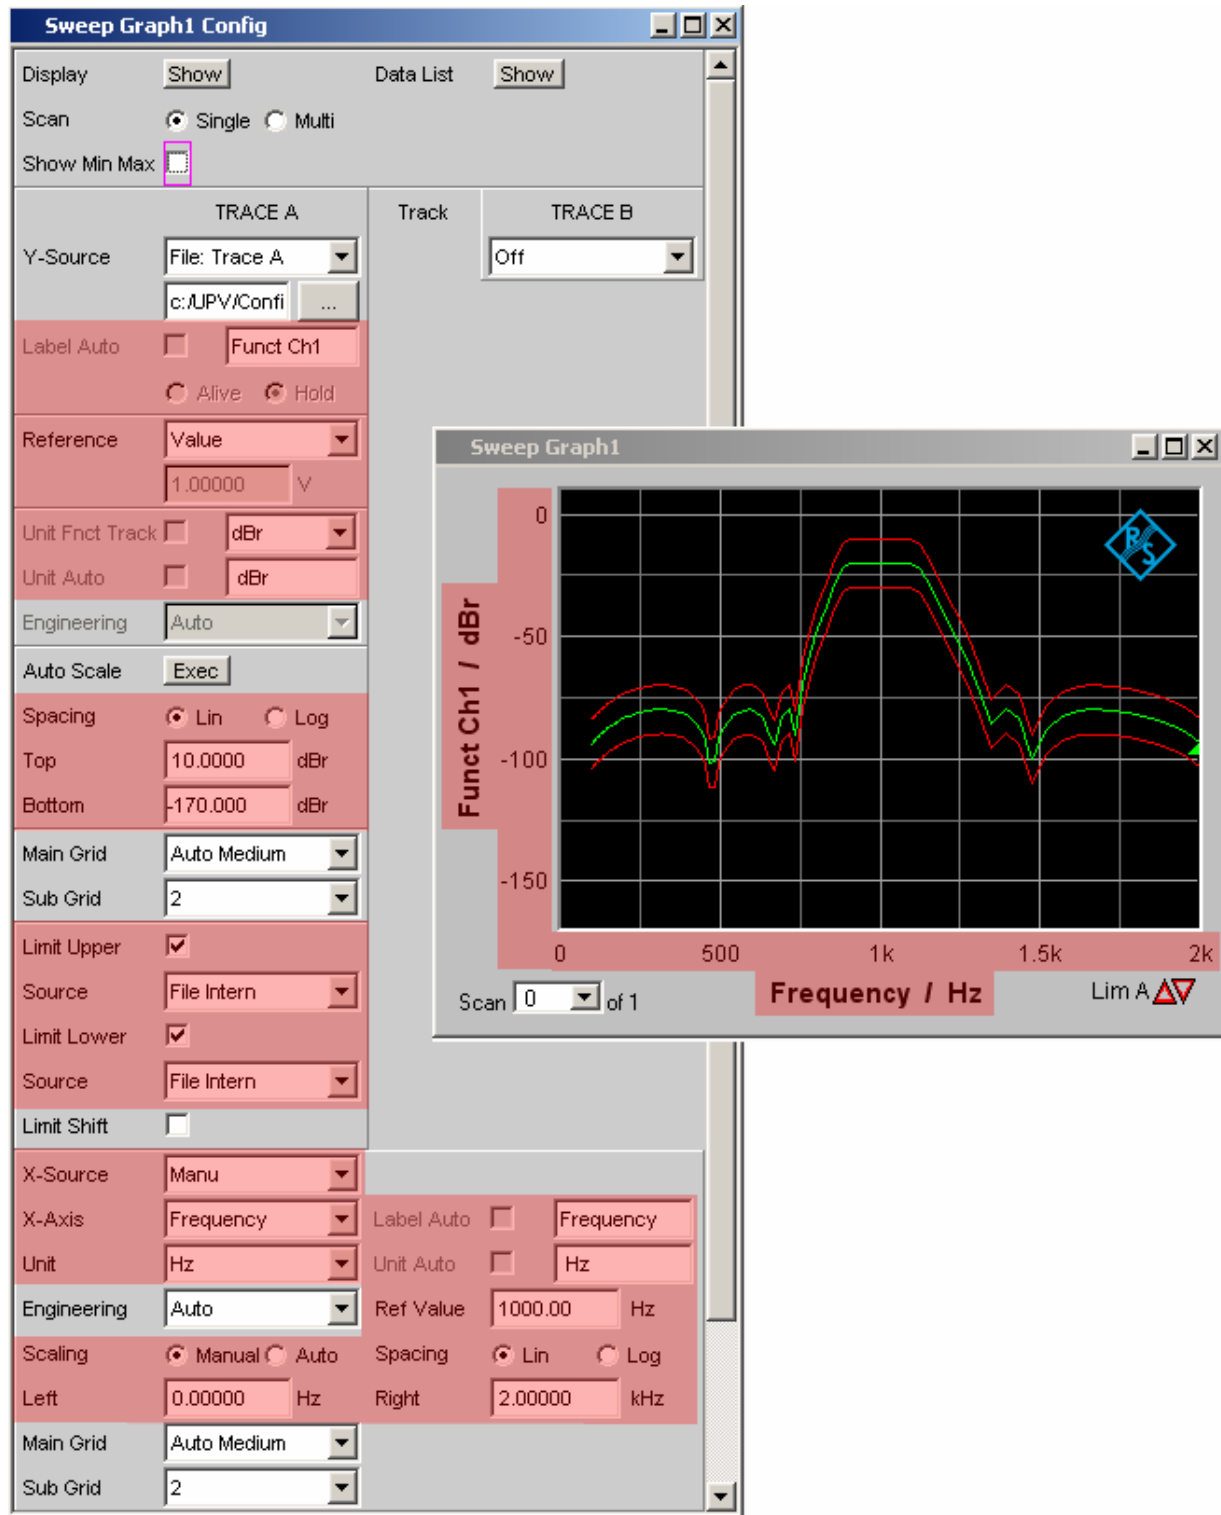 Sweep Graph1 Config
Display Show Data List Show
Scan Single Multi
Show Min Max
TRACE A Track TRACE B
Y-Source File: Trace A Off
c:/UPV/Confi ...
Label Auto Funct Ch1
Alive Hold
Reference Value
1.00000 V
Unit Fnct Track dBr
Unit Auto dBr
Engineering Auto
Auto Scale Exec
Spacing Lin Log
Top 10.0000 dBr
Bottom -170.000 dBr
Main Grid Auto Medium
Sub Grid 2
Limit Upper
Source File Intern
Limit Lower
Source File Intern
Limit Shift
X-Source Manu
X-Axis Frequency Label Auto Frequency
Unit Hz Unit Auto Hz
Engineering Auto Ref Value 1000.00 Hz
Scaling Manual Auto Spacing Lin Log
Left 0.00000 Hz Right 2.00000 kHz
Main Grid Auto Medium
Sub Grid 2
Sweep Graph1
R S
Funct Ch1 / dBr
0
-50
-100
-150
0 500 1k 1.5k 2k
Scan 0 of 1 Frequency / Hz Lim A